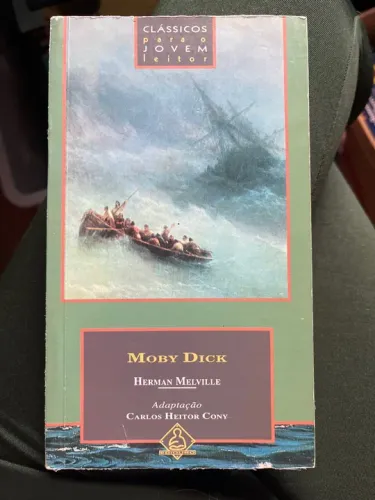 CLÁSSICOS
para o
JOVEM
leitor
MOBY DICK
HERMAN MELVILLE
Adaptação
CARLOS HEITOR CONY